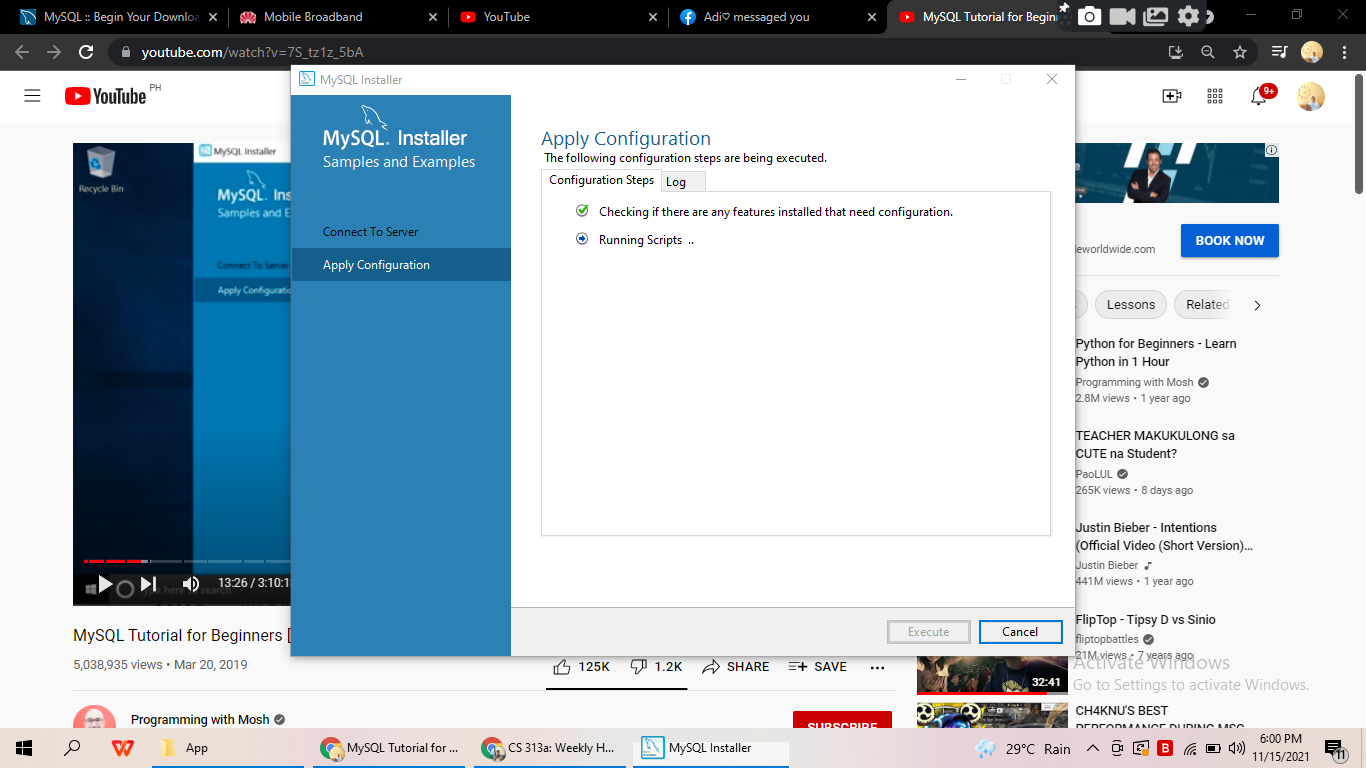 MySQL :: Begin Your Downloa
Mobile Broadband
YouTube
Adi♡ messaged you
MySQL Tutorial for Beginn
youtube.com/watch?v=7S_tz1z_5bA
YouTube PH
9+
MySQL Installer
MySQL Installer
Samples and Examples
Connect To Server
Apply Configuration
Apply Configuration
The following configuration steps are being executed.
Configuration Steps
Log
Checking if there are any features installed that need configuration.
Running Scripts ..
Execute
Cancel
Recycle Bin
MySQL Installer
MySQL Ins
Samples and E
Connect To Server
Apply Configuratio
Type here to search
13:26 / 3:10:1
MySQL Tutorial for Beginners [
5,038,935 views • Mar 20, 2019
125K
1.2K
SHARE
SAVE
Programming with Mosh
SUBSCRIBE
leworldwide.com
BOOK NOW
Lessons
Related
Python for Beginners - Learn
Python in 1 Hour
Programming with Mosh
2.8M views • 1 year ago
TEACHER MAKUKULONG sa
CUTE na Student?
PaoLUL
265K views • 8 days ago
Justin Bieber - Intentions
(Official Video (Short Version)...
Justin Bieber
441M views • 1 year ago
FlipTop - Tipsy D vs Sinio
fliptopbattles
21M views • 7 years ago
32:41
CH4KNU'S BEST
PERFORMANCE DURING MSC
Activate Windows
Go to Settings to activate Windows.
App
MySQL Tutorial for ...
CS 313a: Weekly H...
MySQL Installer
29°C Rain
6:00 PM
11/15/2021
11